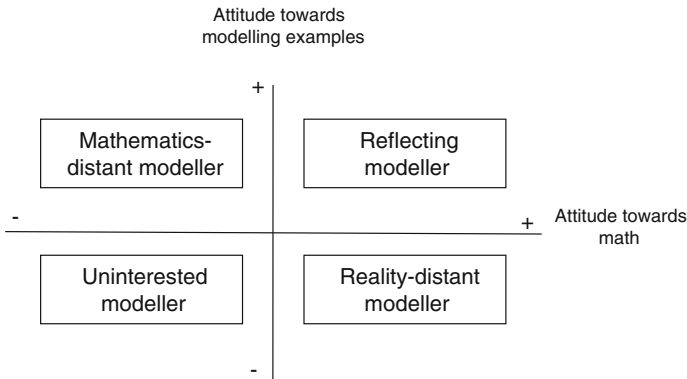 Attitude towards
modelling examples
+
Mathematics-
distant modeller
Reflecting
modeller
-
+
Attitude towards
math
Uninterested
modeller
Reality-distant
modeller
-